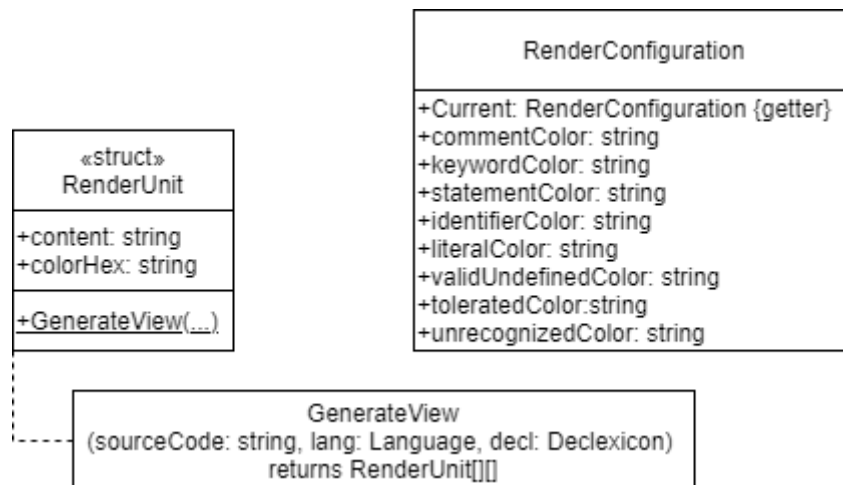 RenderConfiguration
+Current: RenderConfiguration {getter}
+commentColor: string
+keywordColor: string
+statementColor: string
+identifierColor: string
+literalColor: string
+validUndefinedColor: string
+toleratedColor:string
+unrecognizedColor: string
«struct»
RenderUnit
+content: string
+colorHex: string
+GenerateView(...)
GenerateView
(sourceCode: string, lang: Language, decl: Declexicon)
returns RenderUnit[][]